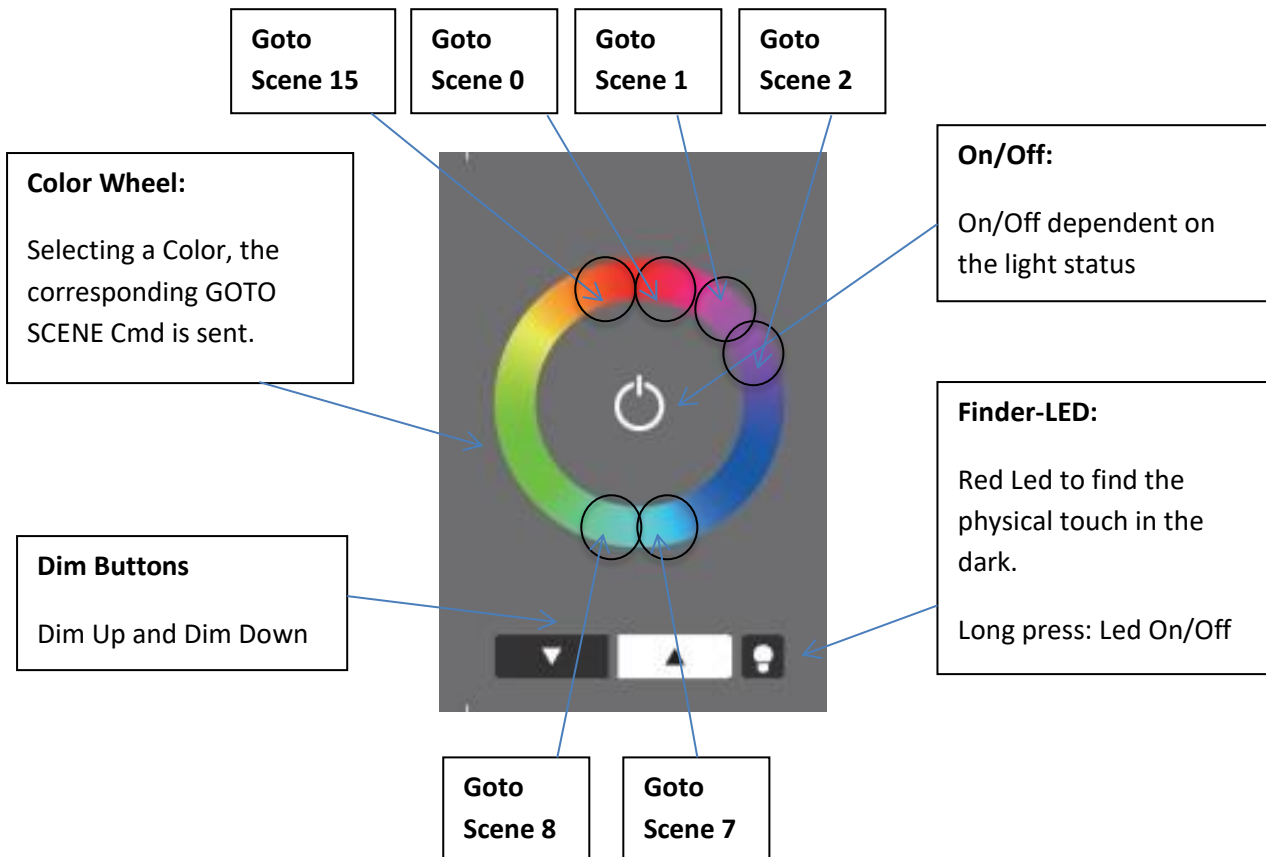 Goto
Scene 15
Goto
Scene 0
Goto
Scene 1
Goto
Scene 2
Color Wheel:
Selecting a Color, the
corresponding GOTO
SCENE Cmd is sent.
On/Off:
On/Off dependent on
the light status
Finder-LED:
Red Led to find the
physical touch in the
dark.
Long press: Led On/Off
Dim Buttons
Dim Up and Dim Down
Goto
Scene 8
Goto
Scene 7